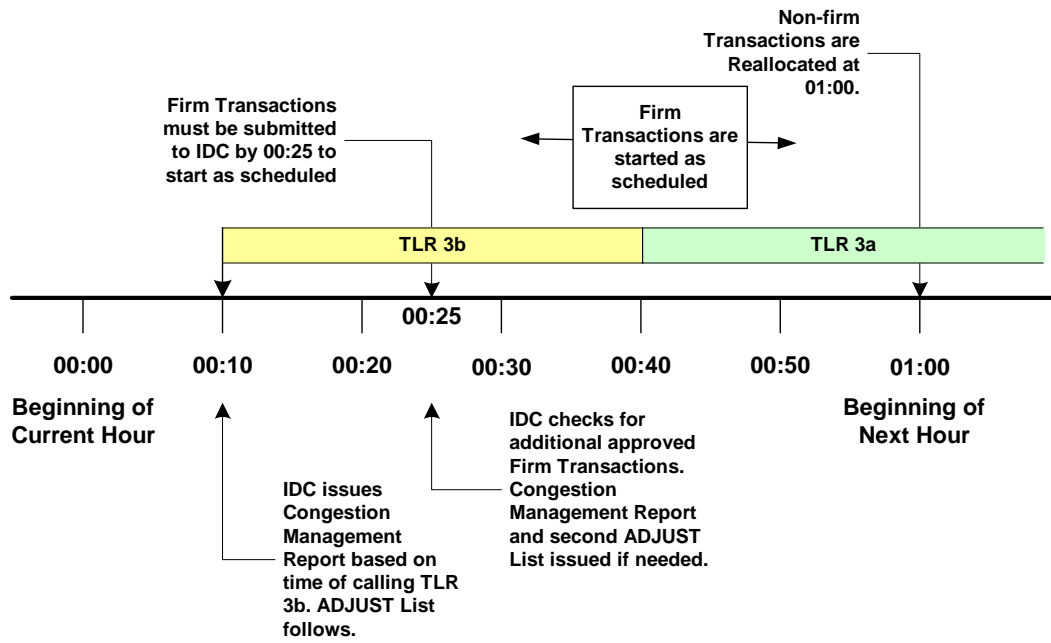 Non-firm
Transactions are
Reallocated at
01:00.
Firm Transactions
must be submitted
to IDC by 00:25 to
start as scheduled
Firm
Transactions are
started as
scheduled
TLR 3b
TLR 3a
00:25
00:00
00:10
00:20
00:30
00:40
00:50
01:00
Beginning of
Current Hour
Beginning of
Next Hour
IDC issues
Congestion
Management
Report based on
time of calling TLR
3b. ADJUST List
follows.
IDC checks for
additional approved
Firm Transactions.
Congestion
Management Report
and second ADJUST
List issued if needed.